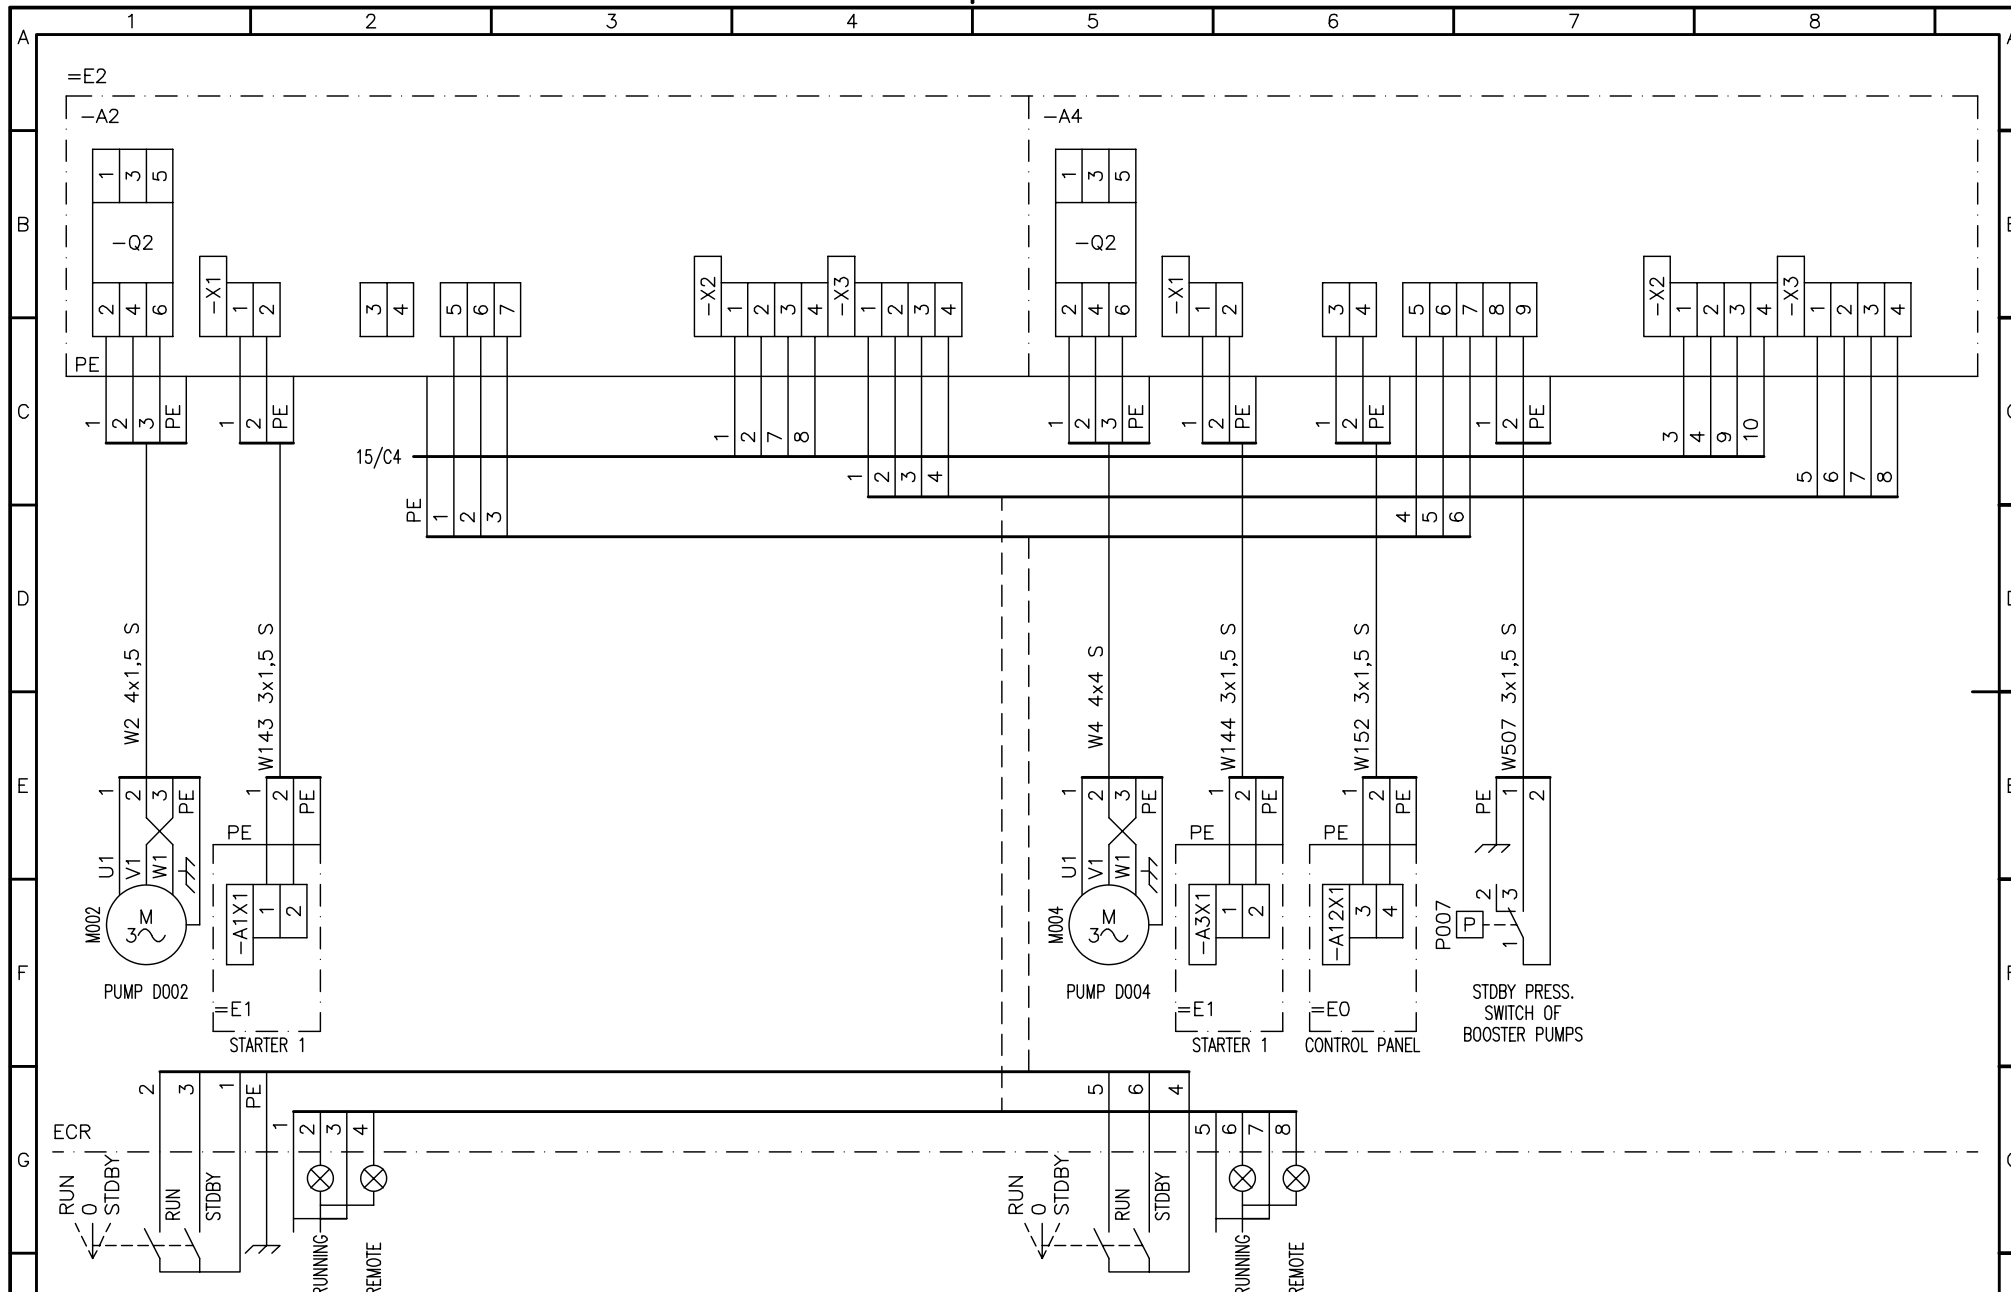 1 2 3 4 5 6 7 8
A A
=E2
-A2 -A4
1 3 5 1 3 5
B
-Q2 -Q2
2 4 6 -X1 1 2 3 4 5 6 7 -X2 1 2 3 4 -X3 1 2 3 4 2 4 6 -X1 1 2 3 4 5 6 7 8 9 -X2 1 2 3 4 -X3 1 2 3 4
PE
C
1 2 3 PE 1 2 PE 1 2 7 8 1 2 3 PE 1 2 PE 1 2 PE 1 2 PE 3 4 9 10
15/C4
1 2 3 4 5 6 7 8
PE 1 2 3 4 5 6
D
W2 4x1,5 S
W143 3x1,5 S
W4 4x4 S
W144 3x1,5 S
W152 3x1,5 S
W507 3x1,5 S
E
1 2 3 PE 1 2 PE 1 2 3 PE 1 2 PE 1 2 PE PE 1 2
PE PE PE
U1 V1 W1 U1 V1 W1
M002 M 3~ -A1X1 1 2 M004 M 3~ -A3X1 1 2 -A12X1 3 4 P007 P 2 3 1
F
PUMP D002 =E1 PUMP D004 =E1 =E0 STDBY PRESS.
SWITCH OF
BOOSTER PUMPS
STARTER 1 STARTER 1 CONTROL PANEL
2 3 1 PE 5 6 4
1 2 3 4 5 6 7 8
ECR
G
RUN 0 STDBY RUN STDBY RUN 0 STDBY RUN STDBY
RUNNING REMOTE RUNNING REMOTE